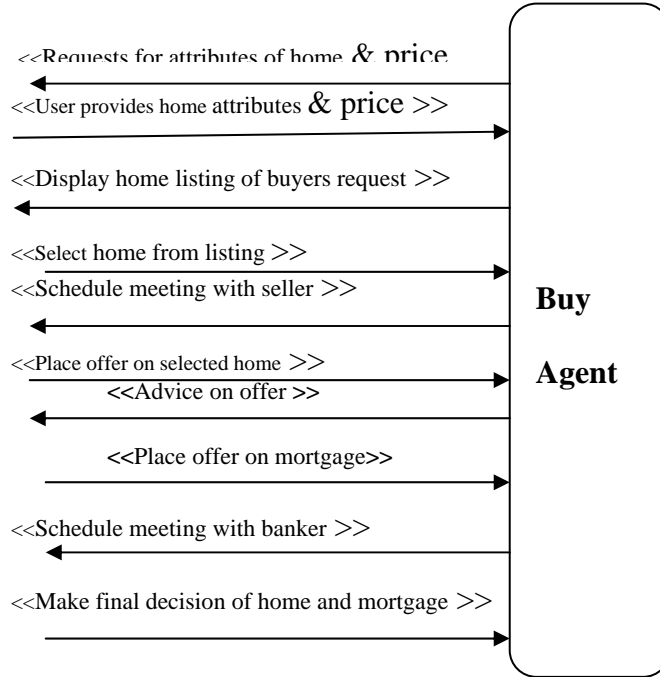 <<Requests for attributes of home & price
<<User provides home attributes & price >>
<<Display home listing of buyers request >>
<<Select home from listing >>
<<Schedule meeting with seller >>
<<Place offer on selected home >>
<<Advice on offer >>
<<Place offer on mortgage>>
<<Schedule meeting with banker >>
<<Make final decision of home and mortgage >>
Buy
Agent